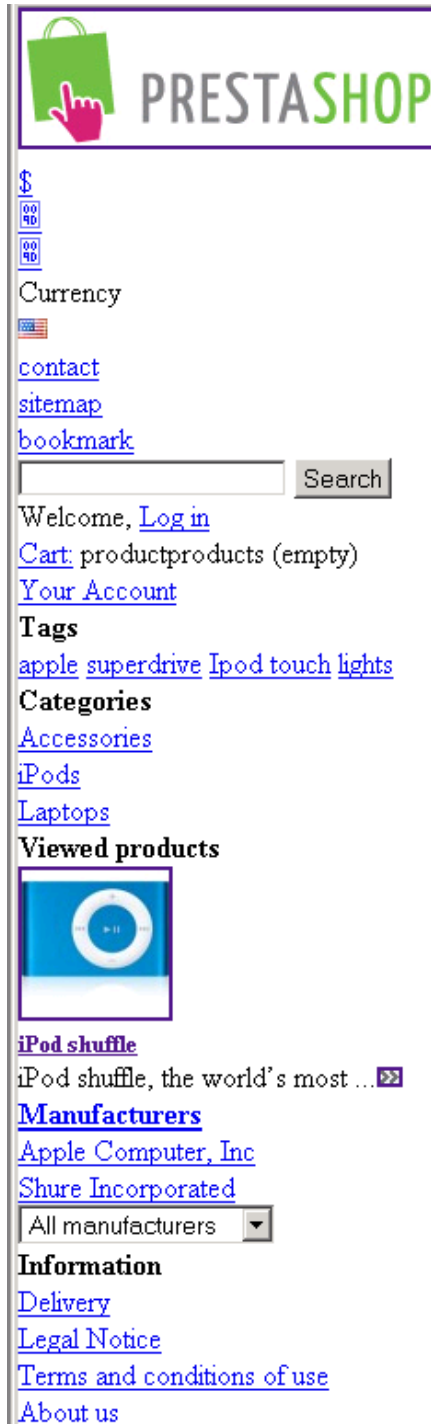 PRESTASHOP
$
Currency
contact
sitemap
bookmark
Search
Welcome, Log in
Cart: productproducts (empty)
Your Account
Tags
apple superdrive Ipod touch lights
Categories
Accessories
iPods
Laptops
Viewed products
iPod shuffle
iPod shuffle, the world's most ...
Manufacturers
Apple Computer, Inc
Shure Incorporated
All manufacturers
Information
Delivery
Legal Notice
Terms and conditions of use
About us